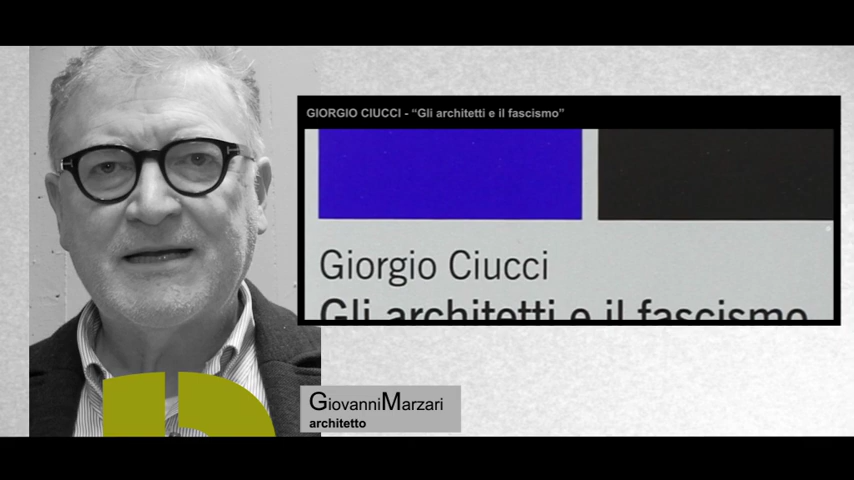 GIORGIO CIUCCI - “Gli architetti e il fascismo”
Giorgio Ciucci
Gli architetti e il fascismo
GiovanniMarzari
architetto